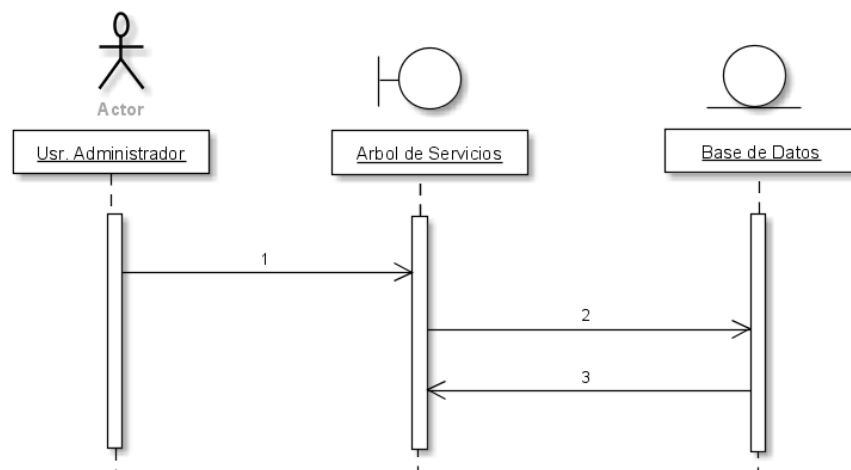 Actor
Usr. Administrador
Arbol de Servicios
Base de Datos
1
2
3